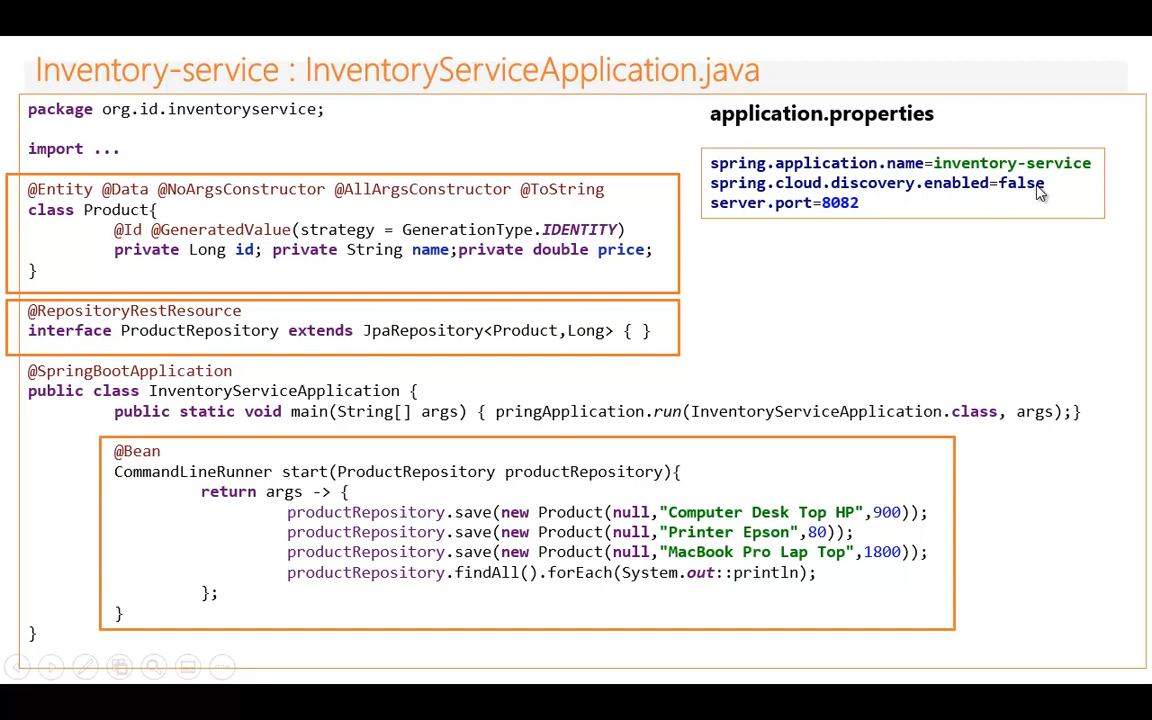 Inventory-service : InventoryServiceApplication.java
package org.id.inventoryservice;
import ...
@Entity @Data @NoArgsConstructor @AllArgsConstructor @ToString
class Product{
@Id @GeneratedValue(strategy = GenerationType.IDENTITY)
private Long id; private String name;private double price;
}
@RepositoryRestResource
interface ProductRepository extends JpaRepository<Product,Long> { }
@SpringBootApplication
public class InventoryServiceApplication {
public static void main(String[] args) { pringApplication.run(InventoryServiceApplication.class, args);}
@Bean
CommandLineRunner start(ProductRepository productRepository){
return args -> {
productRepository.save(new Product(null,"Computer Desk Top HP",900));
productRepository.save(new Product(null,"Printer Epson",80));
productRepository.save(new Product(null,"MacBook Pro Lap Top",1800));
productRepository.findAll().forEach(System.out::println);
};
}
}
application.properties
spring.application.name=inventory-service
spring.cloud.discovery.enabled=false
server.port=8082